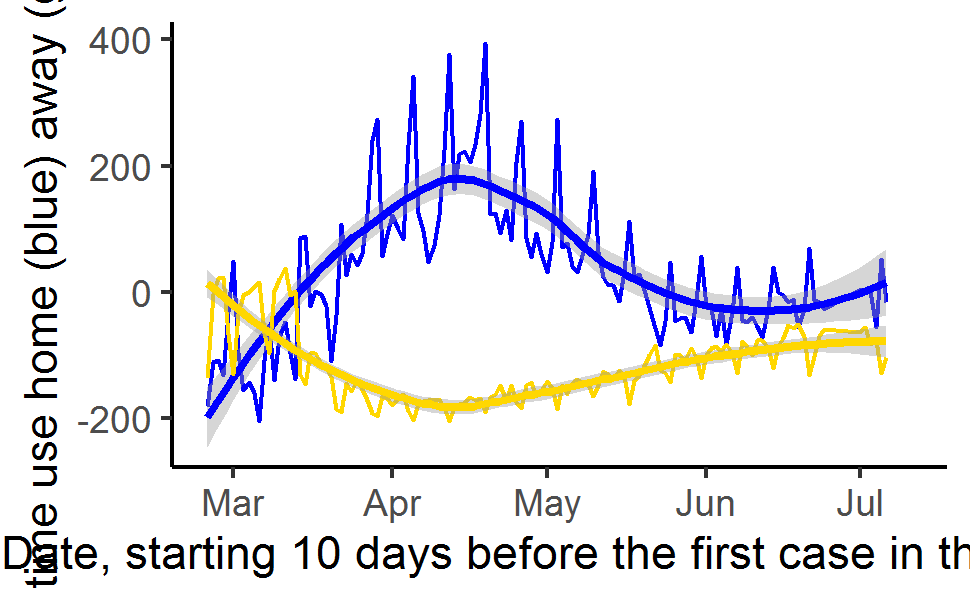 time use home (blue) away (
400
200
0
-200
Mar Apr May Jun Jul
Date, starting 10 days before the first case in th